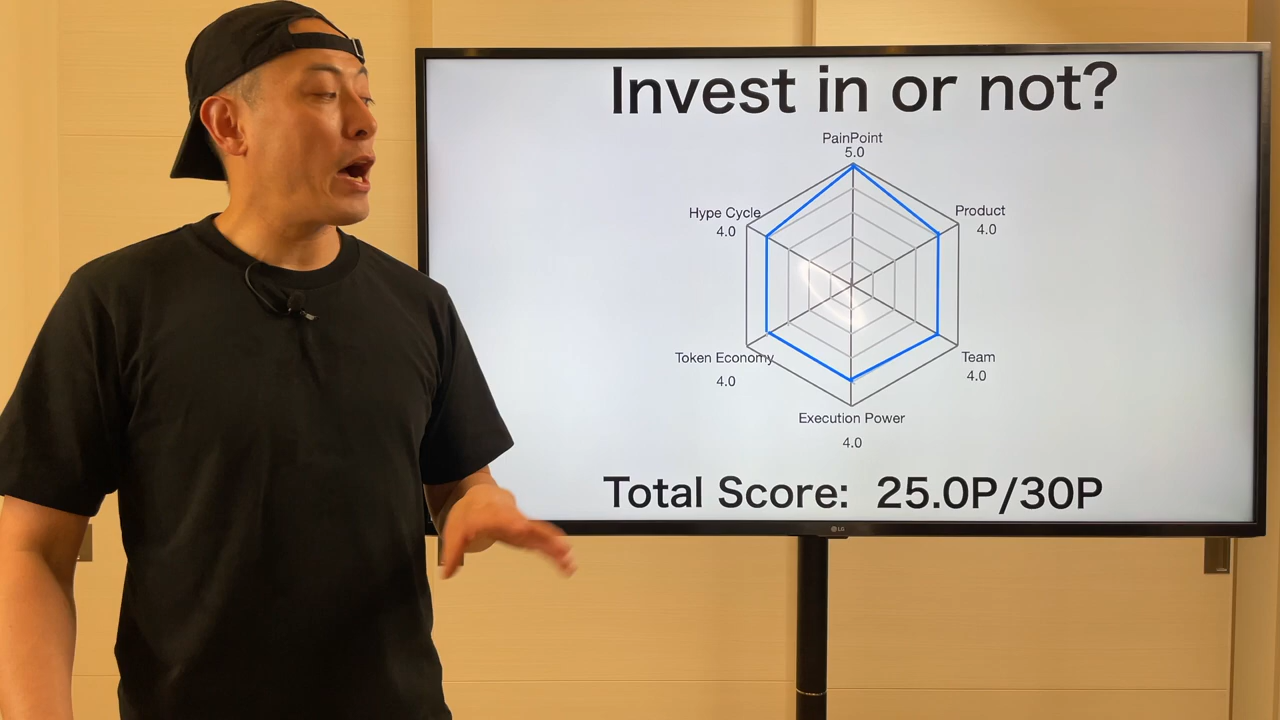 Invest in or not?
PainPoint
5.0
Hype Cycle
4.0
Product
4.0
Token Economy
4.0
Team
4.0
Execution Power
4.0
Total Score: 25.0P/30P
LG